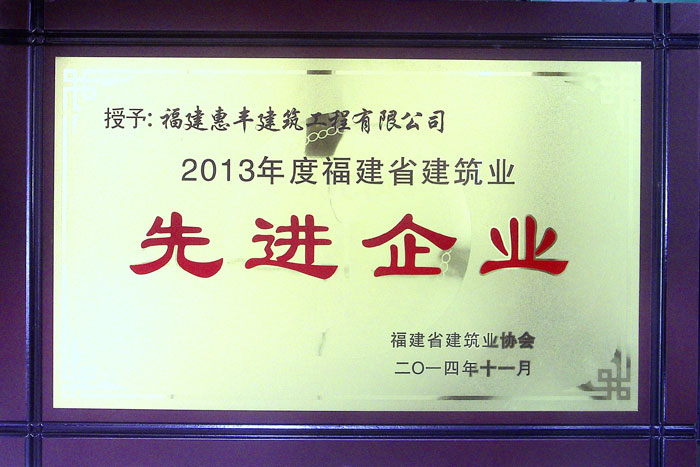 授予:福建惠丰建筑工程有限公司
2013年度福建省建筑业
先进企业
福建省建筑业协会
二〇一四年十一月